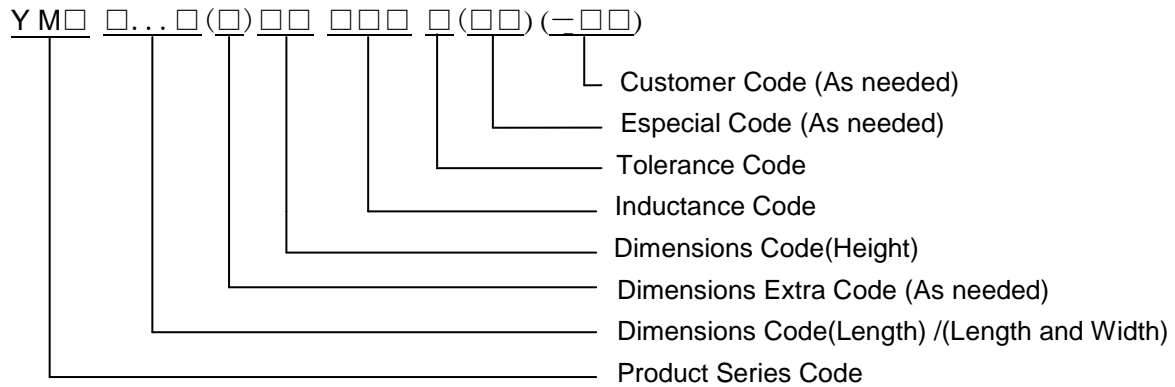 YM□ □...□(□)□□ □□□ □(□□)(-□□)
Customer Code (As needed)
Especial Code (As needed)
Tolerance Code
Inductance Code
Dimensions Code(Height)
Dimensions Extra Code (As needed)
Dimensions Code(Length) /(Length and Width)
Product Series Code